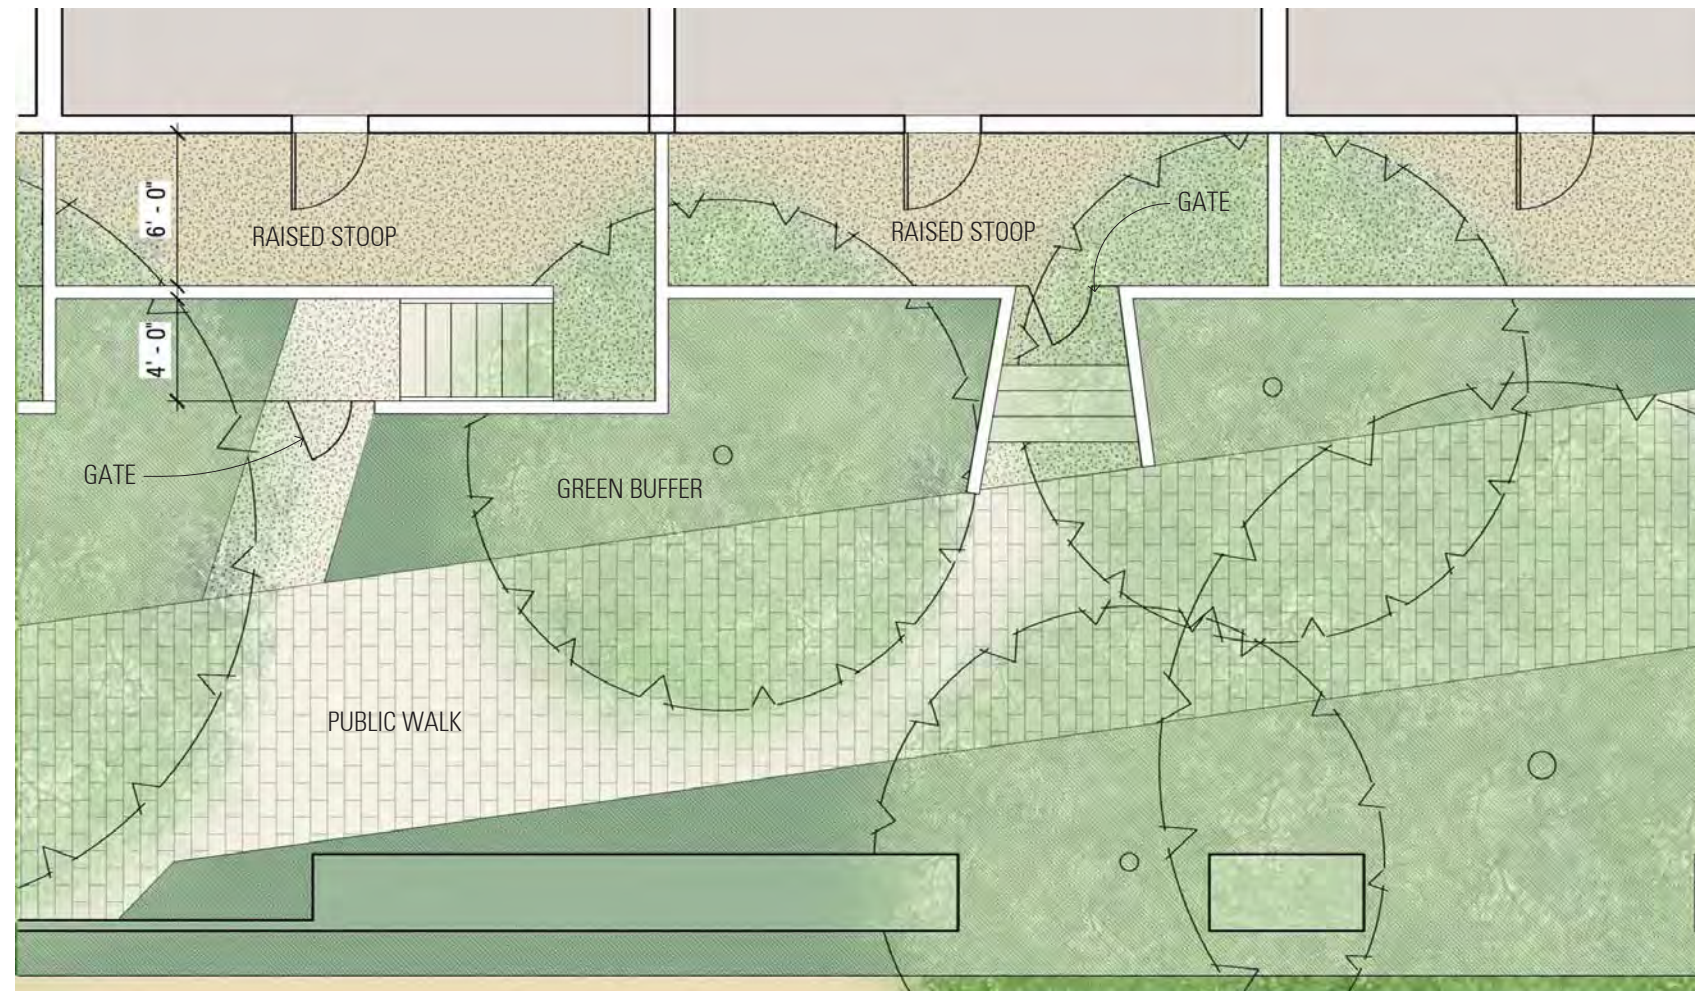 GATE
6' - 0"
RAISED STOOP
RAISED STOOP
4' - 0"
GATE
GREEN BUFFER
PUBLIC WALK